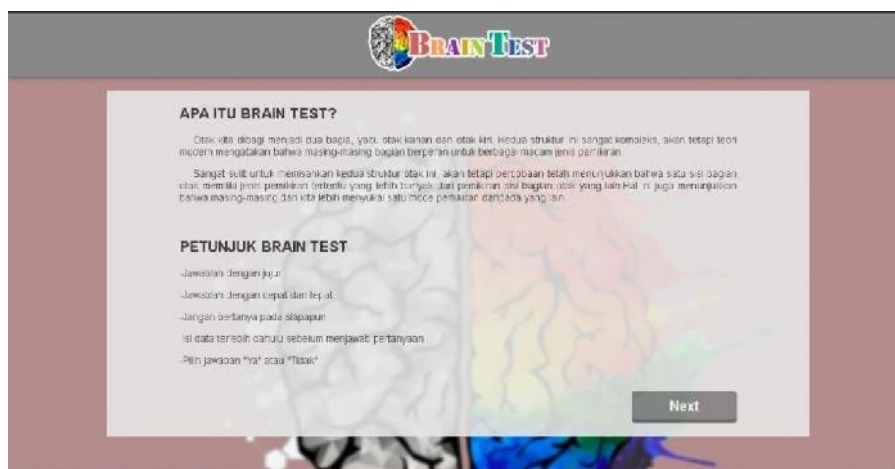 BRAIN TEST
APA ITU BRAIN TEST?
Otak kita dibagi menjadi dua bagia, yaitu otak kanan dan otak kiri. Kedua struktur ini sangat kompleks, akan tetapi teori
modern mengatakan bahwa masing-masing bagian berperan untuk berbagai macam jenis pemikiran
Sangat sulit untuk memisahkan kedua struktur otak ini, akan tetapi percobaan telah menunjukkan bahwa satu sisi bagian
otak memiliki jenis pemikiran tertentu yang lebih banyak dari pemikiran sisi bagian otak yang lain.Hal ini juga menunjukkan
bahwa masing-masing dari kita lebih menyukai satu mode pemikiran daripada yang lain.
PETUNJUK BRAIN TEST
-Jawablah dengan jujur
-Jawablah dengan cepat dan tepat
-Jangan bertanya pada siapapun
-Isi data terlebih dahulu sebelum menjawab pertanyaan
-Pilih jawaban "Ya" atau "Tidak"
Next